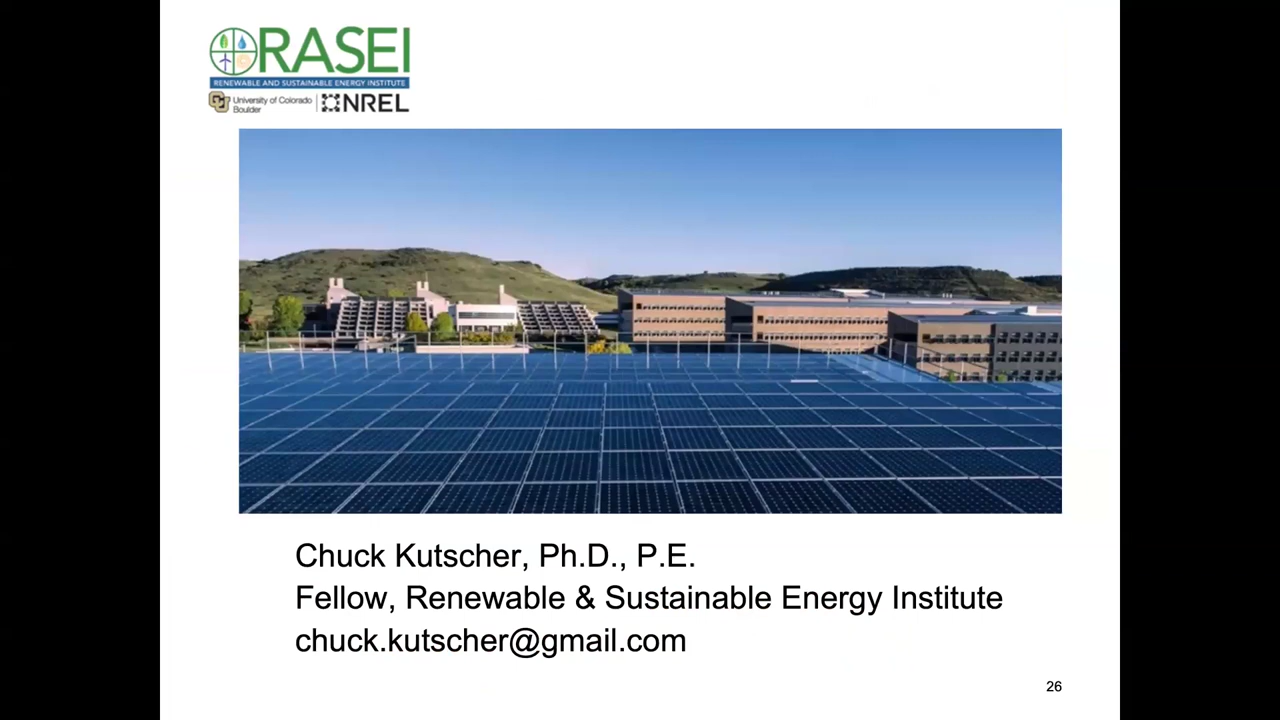 RASEI
RENEWABLE AND SUSTAINABLE ENERGY INSTITUTE
University of Colorado
Boulder
NREL
Chuck Kutscher, Ph.D., P.E.
Fellow, Renewable & Sustainable Energy Institute
chuck.kutscher@gmail.com
26